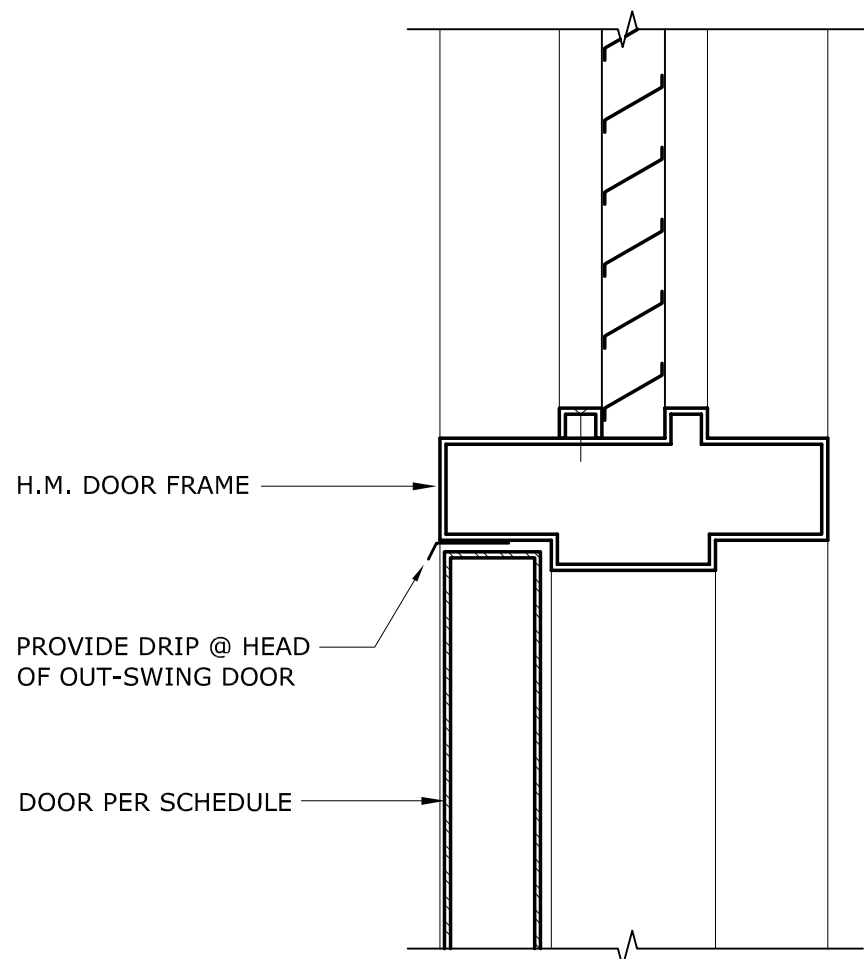 H.M. DOOR FRAME
PROVIDE DRIP @ HEAD
OF OUT-SWING DOOR
DOOR PER SCHEDULE